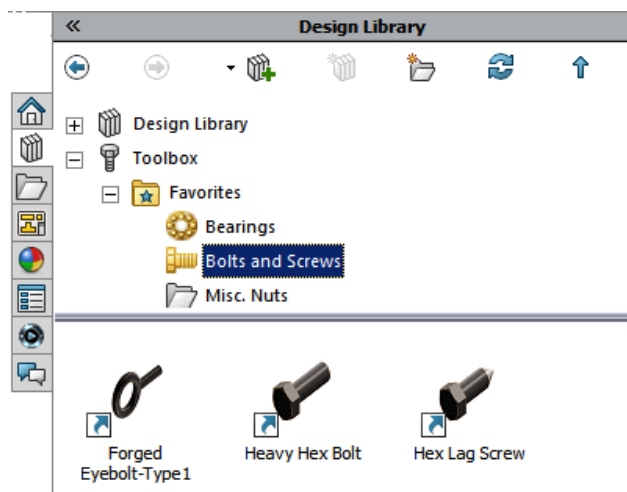 Design Library
Design Library
Toolbox
Favorites
Bearings
Bolts and Screws
Misc. Nuts
Forged
Eyebolt-Type1
Heavy Hex Bolt
Hex Lag Screw